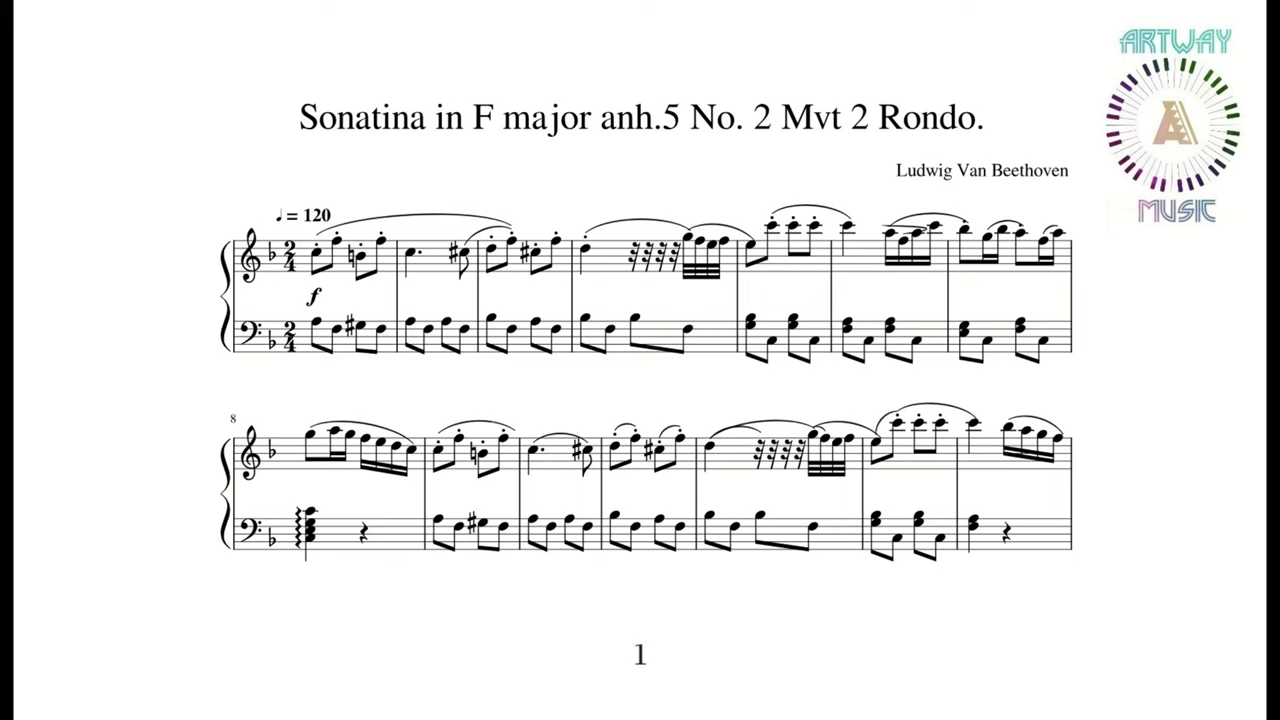 ARTWAY
Sonatina in F major anh.5 No. 2 Mvt 2 Rondo.
A
Ludwig Van Beethoven
MUSIC
♩ = 120
2
4
f
2
4
8
1